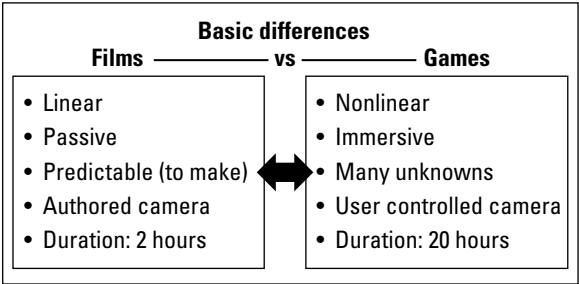 Basic differences
Films vs Games
• Linear
• Passive
• Predictable (to make)
• Authored camera
• Duration: 2 hours
• Nonlinear
• Immersive
• Many unknowns
• User controlled camera
• Duration: 20 hours